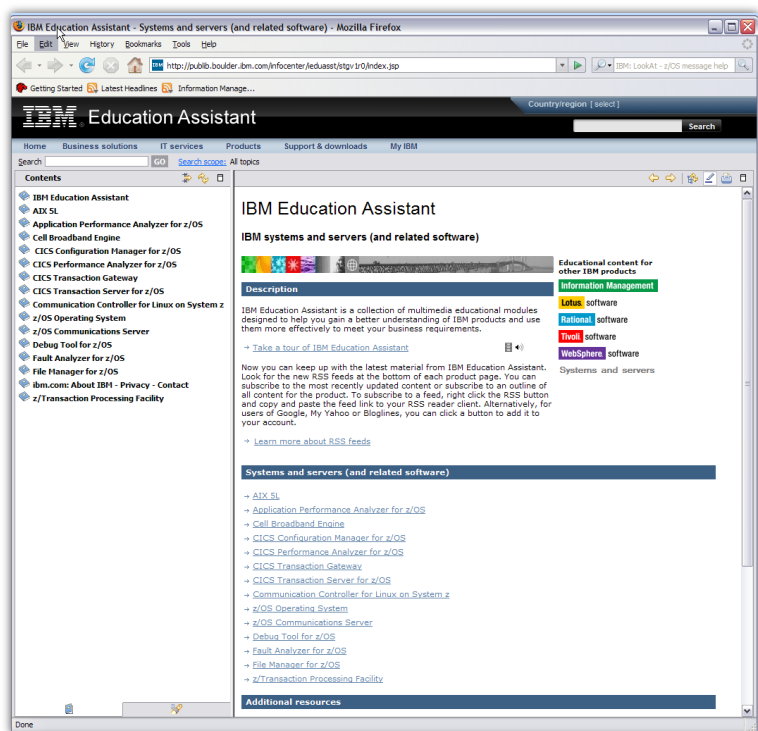 IBM Education Assistant - Systems and servers (and related software) - Mozilla Firefox
File Edit View History Bookmarks Tools Help
http://publib.boulder.ibm.com/infocenter/ieduasst/stgv1r0/index.jsp
IBM: LookAt - z/OS message help
Getting Started Latest Headlines Information Manage...
Country/region [ select ]
IBM® Education Assistant
Search
Home Business solutions IT services Products Support & downloads My IBM
Search GO Search scope: All topics
Contents
IBM Education Assistant
AIX 5L
Application Performance Analyzer for z/OS
Cell Broadband Engine
CICS Configuration Manager for z/OS
CICS Performance Analyzer for z/OS
CICS Transaction Gateway
CICS Transaction Server for z/OS
Communication Controller for Linux on System z
z/OS Operating System
z/OS Communications Server
Debug Tool for z/OS
Fault Analyzer for z/OS
File Manager for z/OS
ibm.com: About IBM - Privacy - Contact
z/Transaction Processing Facility
IBM Education Assistant
IBM systems and servers (and related software)
Description
IBM Education Assistant is a collection of multimedia educational modules
designed to help you gain a better understanding of IBM products and use
them more effectively to meet your business requirements.
→ Take a tour of IBM Education Assistant
Now you can keep up with the latest material from IBM Education Assistant.
Look for the new RSS feeds at the bottom of each product page. You can
subscribe to the most recently updated content or subscribe to an outline of
all content for the product. To subscribe to a feed, right click the RSS button
and copy and paste the feed link to your RSS reader client. Alternatively, for
users of Google, My Yahoo or Bloglines, you can click a button to add it to
your account.
→ Learn more about RSS feeds
Educational content for
other IBM products
Information Management
Lotus. software
Rational. software
Tivoli. software
WebSphere. software
Systems and servers
Systems and servers (and related software)
→ AIX 5L
→ Application Performance Analyzer for z/OS
→ Cell Broadband Engine
→ CICS Configuration Manager for z/OS
→ CICS Performance Analyzer for z/OS
→ CICS Transaction Gateway
→ CICS Transaction Server for z/OS
→ Communication Controller for Linux on System z
→ z/OS Operating System
→ z/OS Communications Server
→ Debug Tool for z/OS
→ Fault Analyzer for z/OS
→ File Manager for z/OS
→ z/Transaction Processing Facility
Additional resources
Done